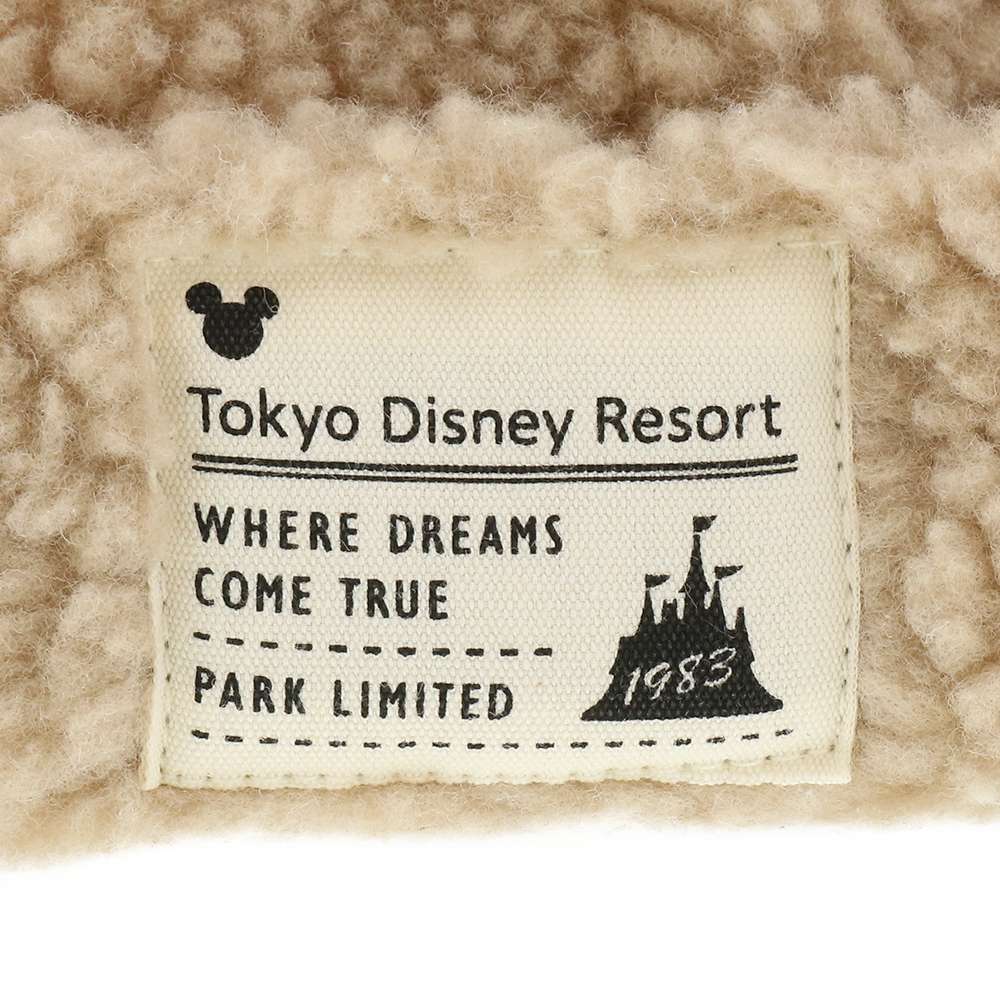 Tokyo Disney Resort
WHERE DREAMS
COME TRUE
PARK LIMITED
1983